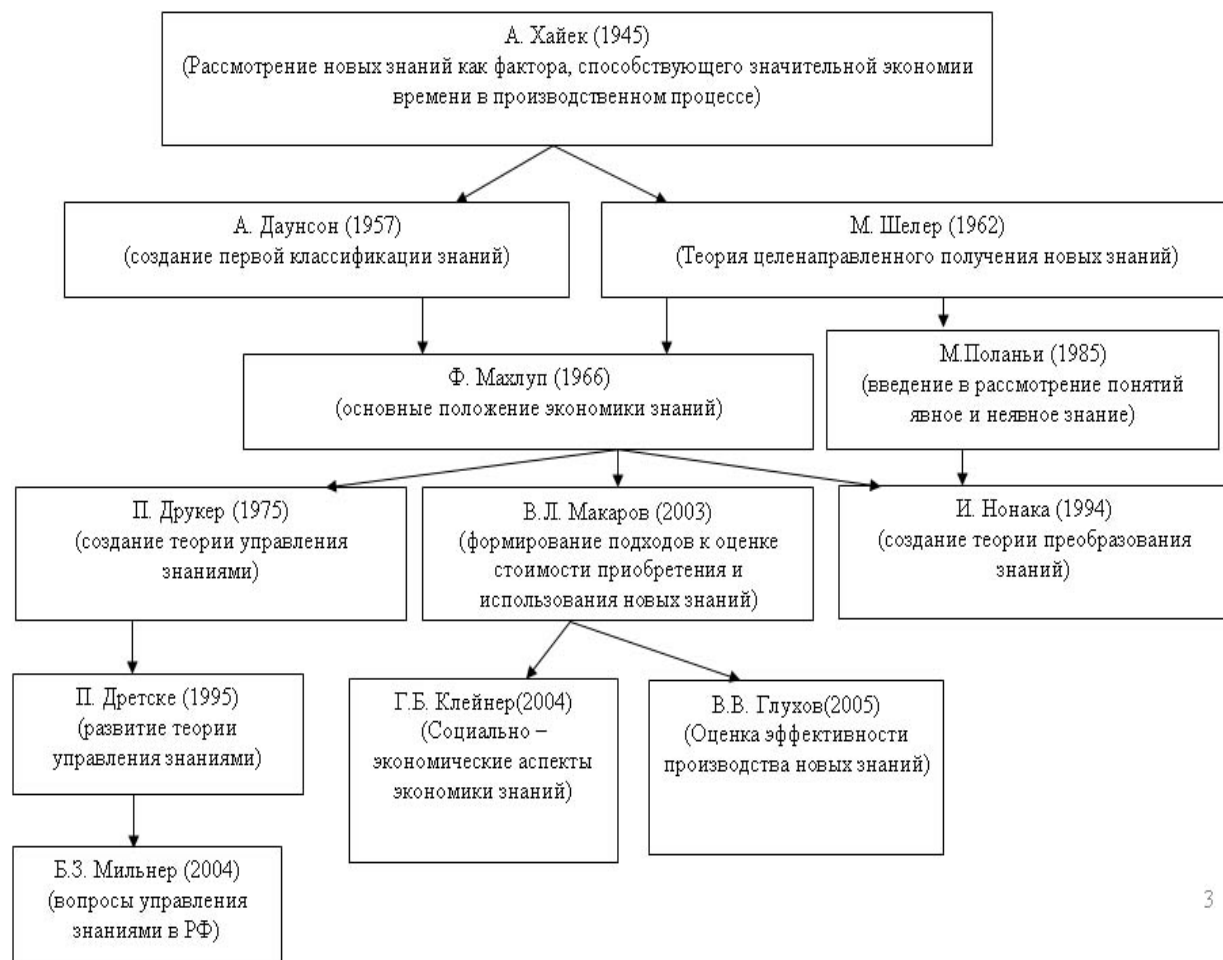 А. Хайек (1945)
(Рассмотрение новых знаний как фактора, способствующего значительной экономии
времени в производственном процессе)
А. Даунсон (1957)
(создание первой классификации знаний)
М. Шелер (1962)
(Теория целенаправленного получения новых знаний)
Ф. Махлуп (1966)
(основные положение экономики знаний)
М.Поланьи (1985)
(введение в рассмотрение понятий
явное и неявное знание)
П. Друкер (1975)
(создание теории управления
знаниями)
В.Л. Макаров (2003)
(формирование подходов к оценке
стоимости приобретения и
использования новых знаний)
И. Нонака (1994)
(создание теории преобразования
знаний)
П. Дретске (1995)
(развитие теории
управления знаниями)
Г.Б. Клейнер(2004)
(Социально –
экономические аспекты
экономики знаний)
В.В. Глухов(2005)
(Оценка эффективности
производства новых знаний)
Б.З. Мильнер (2004)
(вопросы управления
знаниями в РФ)
3